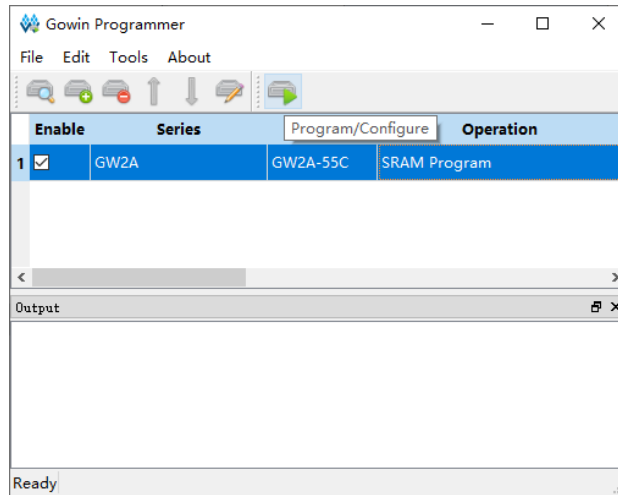 Gowin Programmer
File Edit Tools About
Enable Series Program/Configure Operation
1 GW2A GW2A-55C SRAM Program
Output
Ready